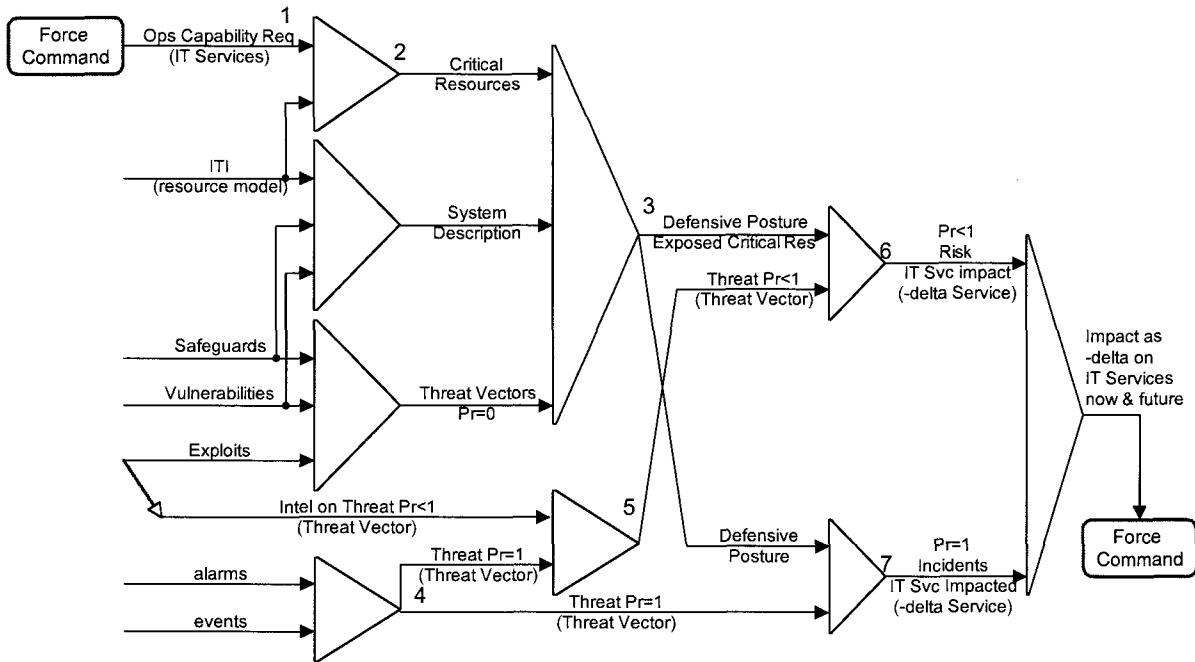 1
Force
Command
Ops Capability Req
(IT Services)
2
Critical
Resources
ITI
(resource model)
System
Description
3
Defensive Posture
Exposed Critical Res
6
Pr<1
Risk
IT Svc impact
(-delta Service)
Threat Pr<1
(Threat Vector)
Safeguards
Vulnerabilities
Threat Vectors
Pr=0
Exploits
Impact as
-delta on
IT Services
now & future
Intel on Threat Pr<1
(Threat Vector)
5
Defensive
Posture
Force
Command
alarms
Threat Pr=1
(Threat Vector)
4
7
Pr=1
Incidents
IT Svc Impacted
(-delta Service)
Threat Pr=1
(Threat Vector)
events